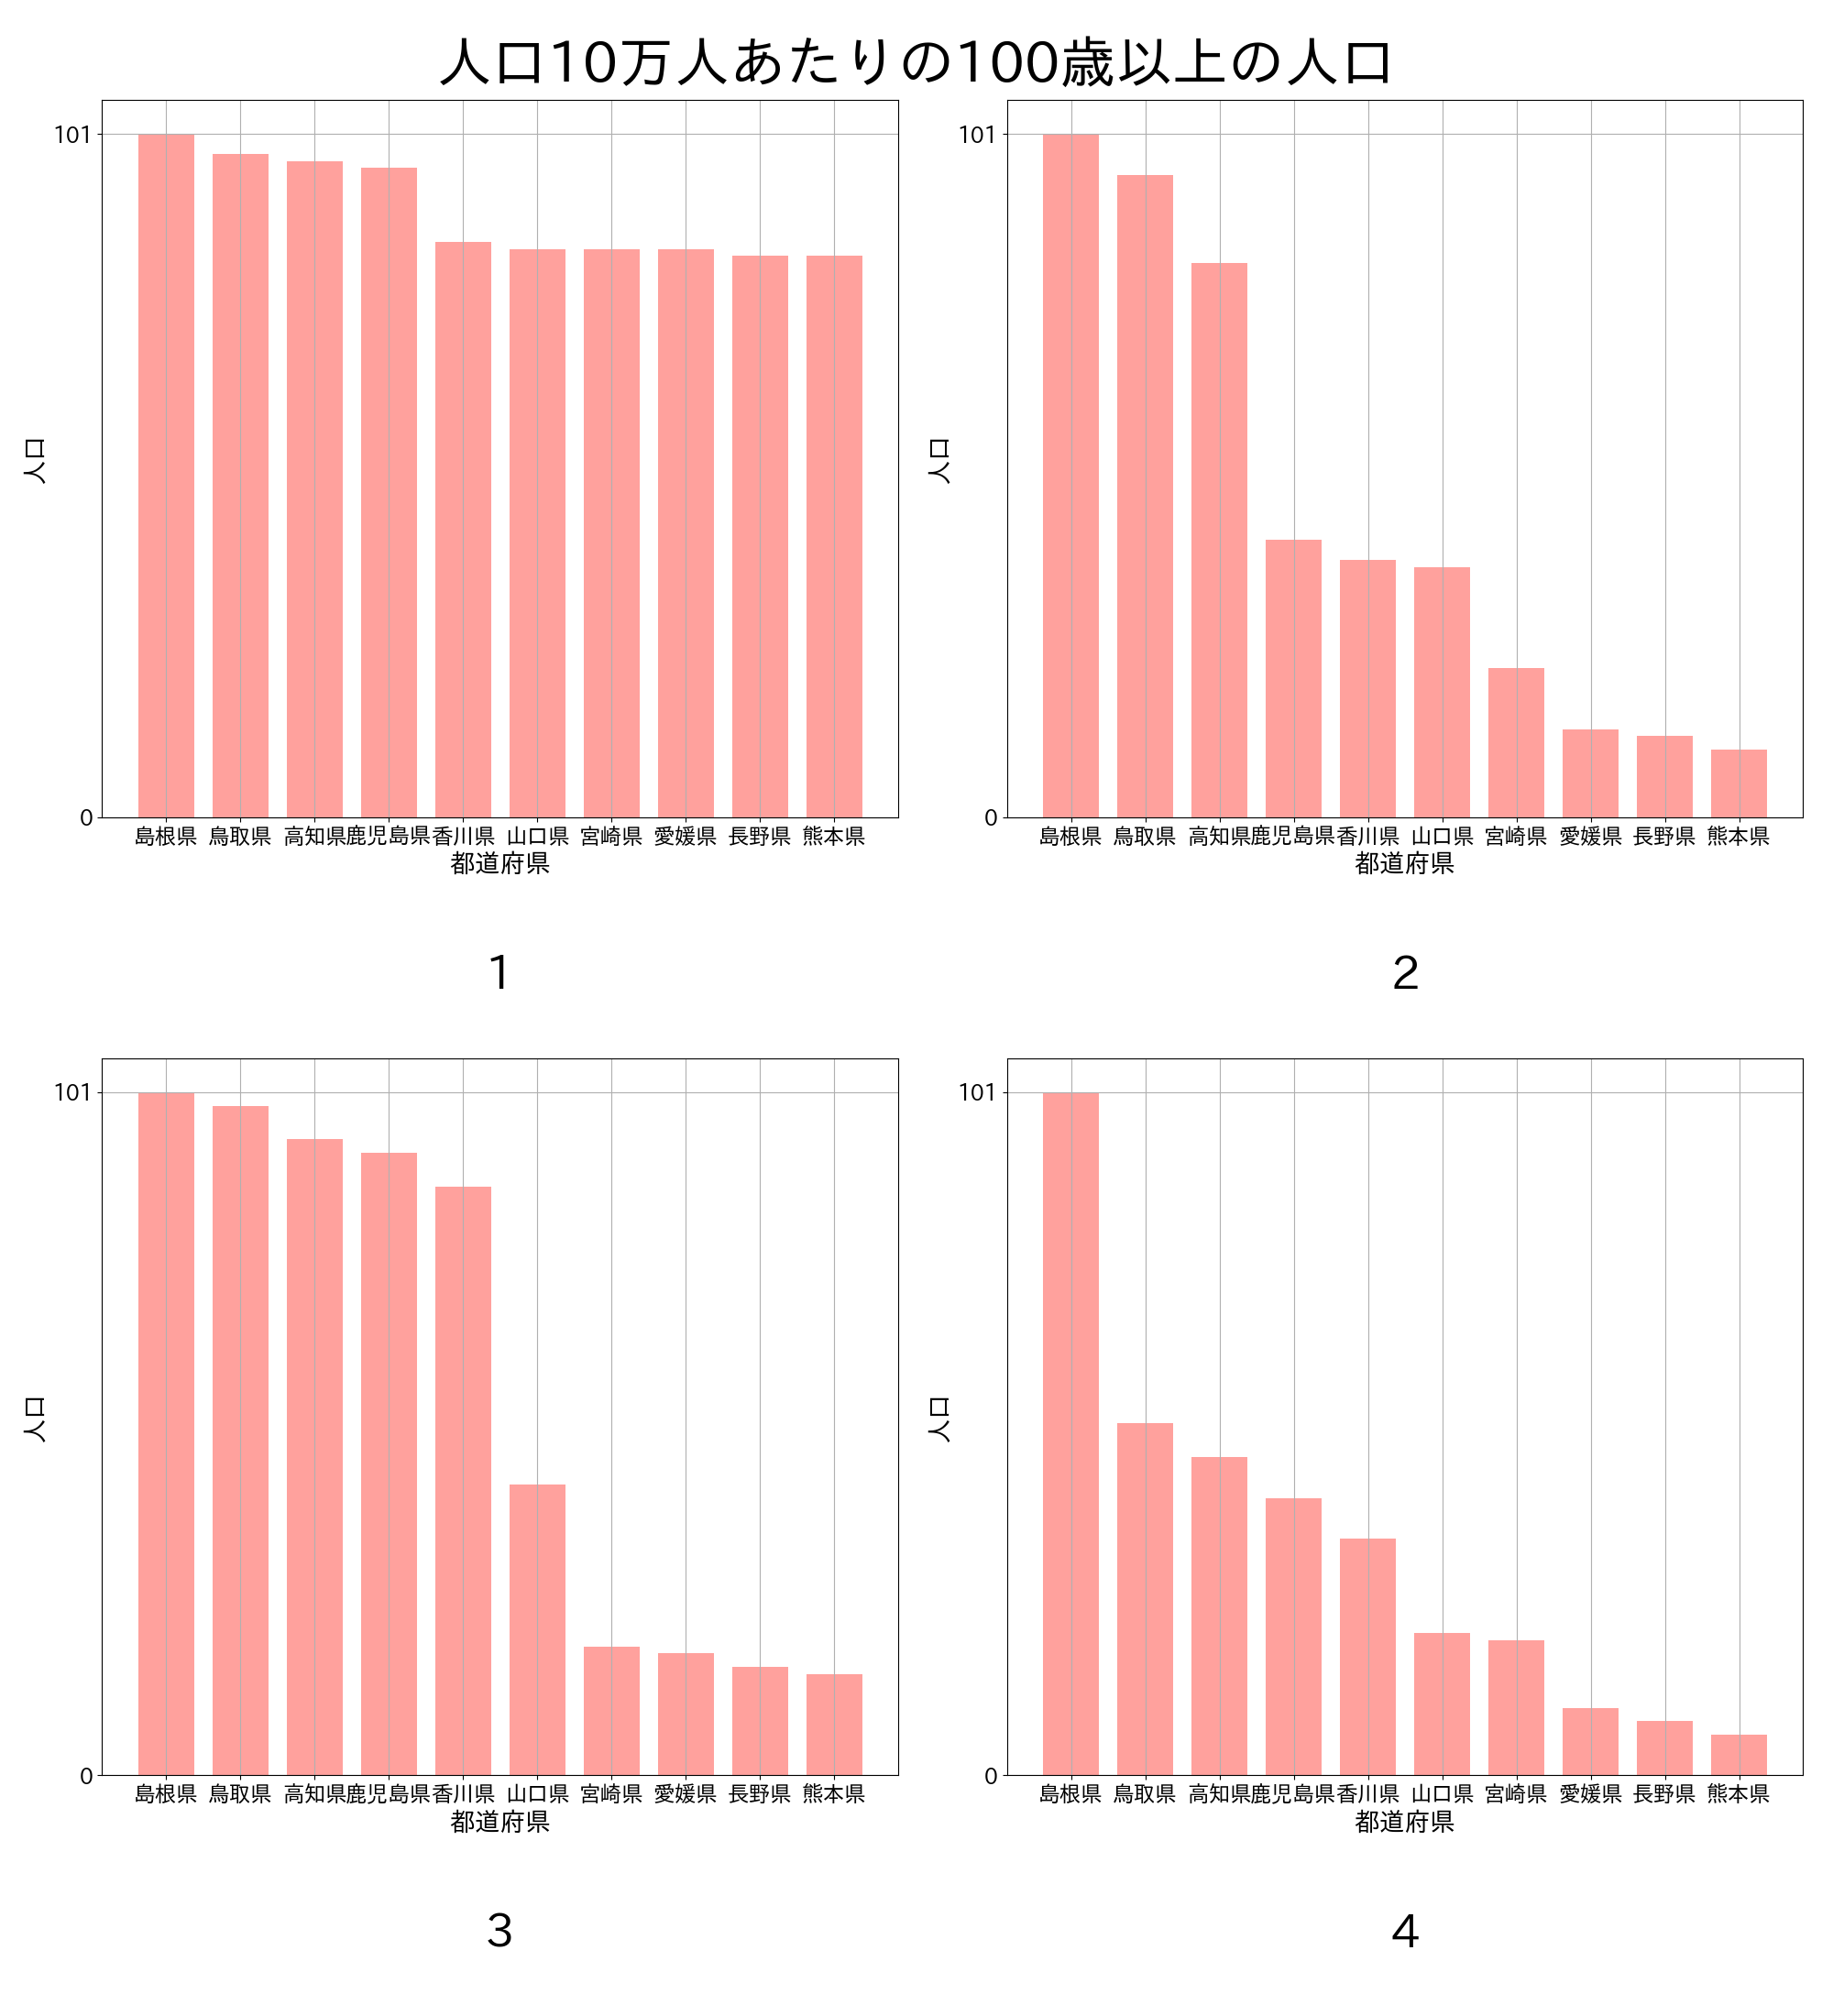 人口10万人あたりの100歳以上の人口
101
0
人口
島根県 鳥取県 高知県 鹿児島県 香川県 山口県 宮崎県 愛媛県 長野県 熊本県
都道府県
1
101
0
人口
島根県 鳥取県 高知県 鹿児島県 香川県 山口県 宮崎県 愛媛県 長野県 熊本県
都道府県
2
101
0
人口
島根県 鳥取県 高知県 鹿児島県 香川県 山口県 宮崎県 愛媛県 長野県 熊本県
都道府県
3
101
0
人口
島根県 鳥取県 高知県 鹿児島県 香川県 山口県 宮崎県 愛媛県 長野県 熊本県
都道府県
4